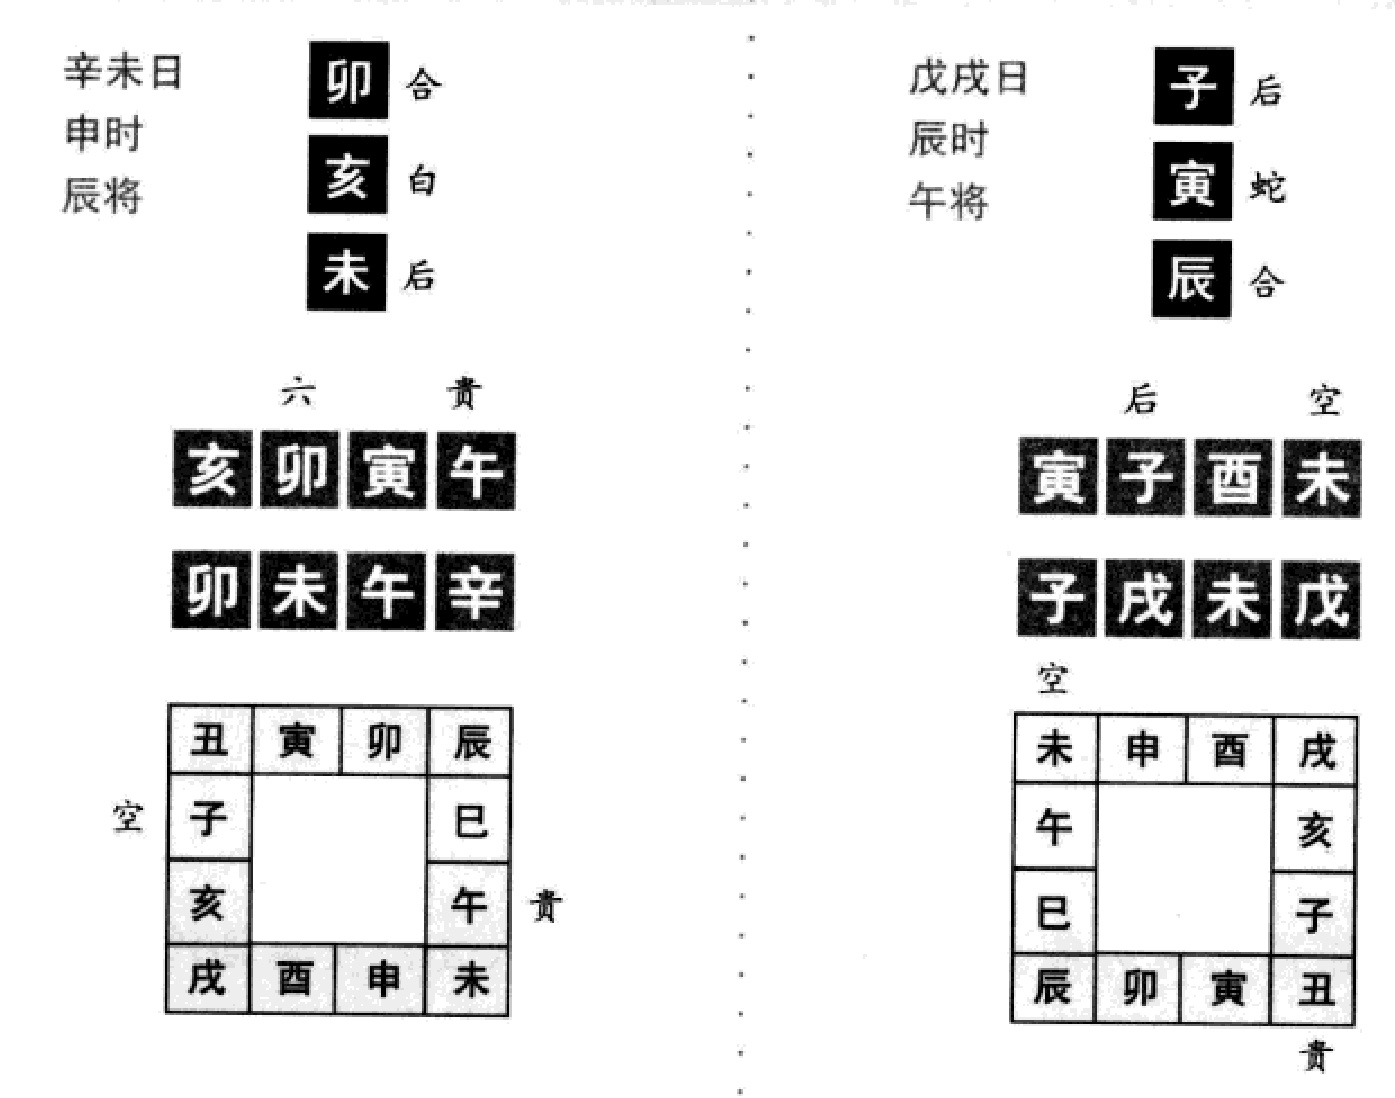 辛未日
申时
辰将
卯 合
亥 白
未 后
六 贵
亥 卯 寅 午
卯 未 午 辛
丑 寅 卯 辰
空 子 巳
亥 午 贵
戌 酉 申 未
戊戌日
辰时
午将
子 后
寅 蛇
辰 合
后 空
寅 子 酉 未
子 戌 未 戊
空
未 申 酉 戌
午 亥
巳 子
辰 卯 寅 丑
贵